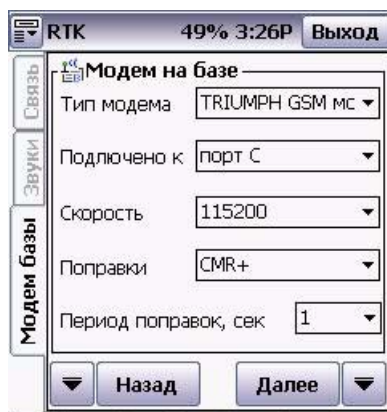 RTK 49% 3:26P Выход
Модем на базе
Тип модема TRIUMPH GSM мс
Подлючено к порт C
Скорость 115200
Поправки CMR+
Период поправок, сек 1
Связь
Звуки
Модем базы
Назад Далее